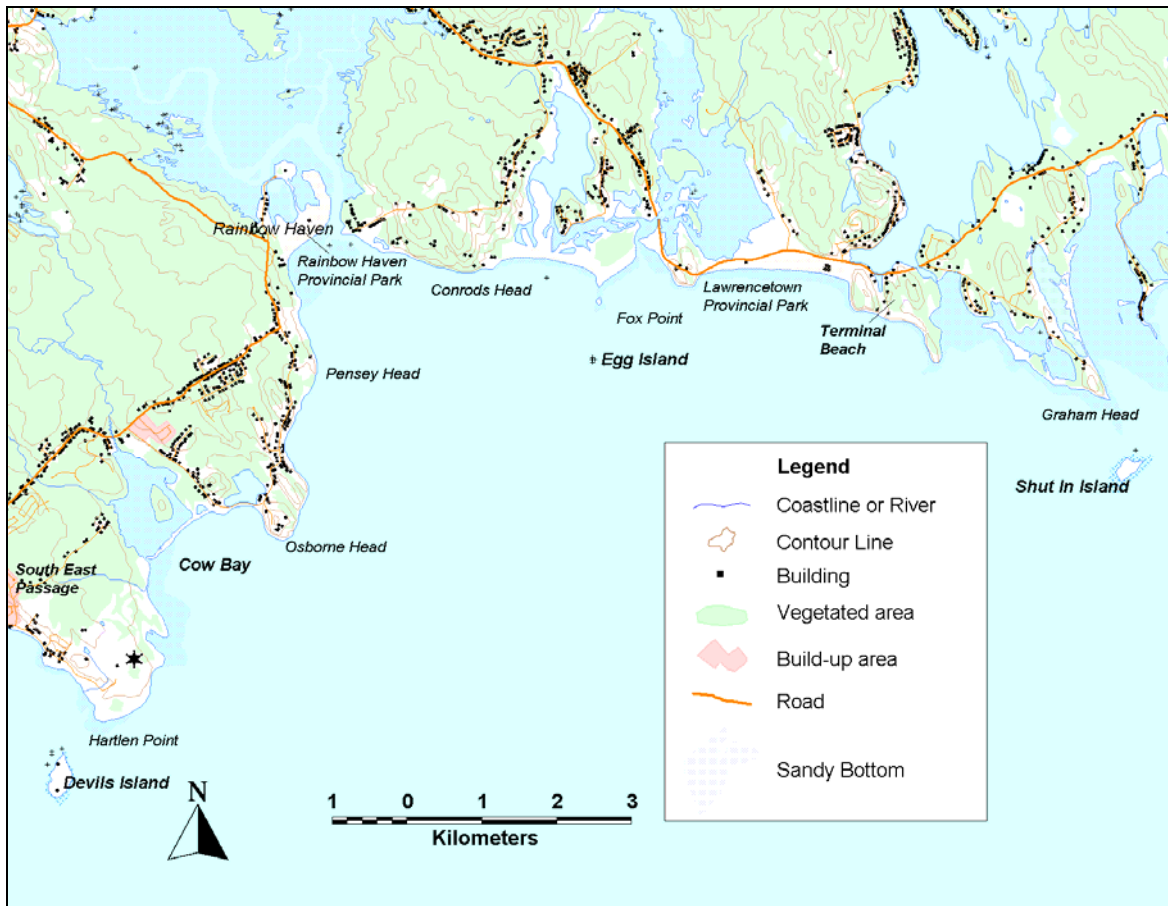 Rainbow Haven
Rainbow Haven
Provincial Park
Conrods Head
Lawrencetown
Provincial Park
Fox Point
Terminal
Beach
Egg Island
Pensey Head
Graham Head
Shut In Island
Osborne Head
Cow Bay
South East
Passage
Hartlen Point
Devils Island
N
1 0 1 2 3
Kilometers
Legend
Coastline or River
Contour Line
Building
Vegetated area
Build-up area
Road
Sandy Bottom